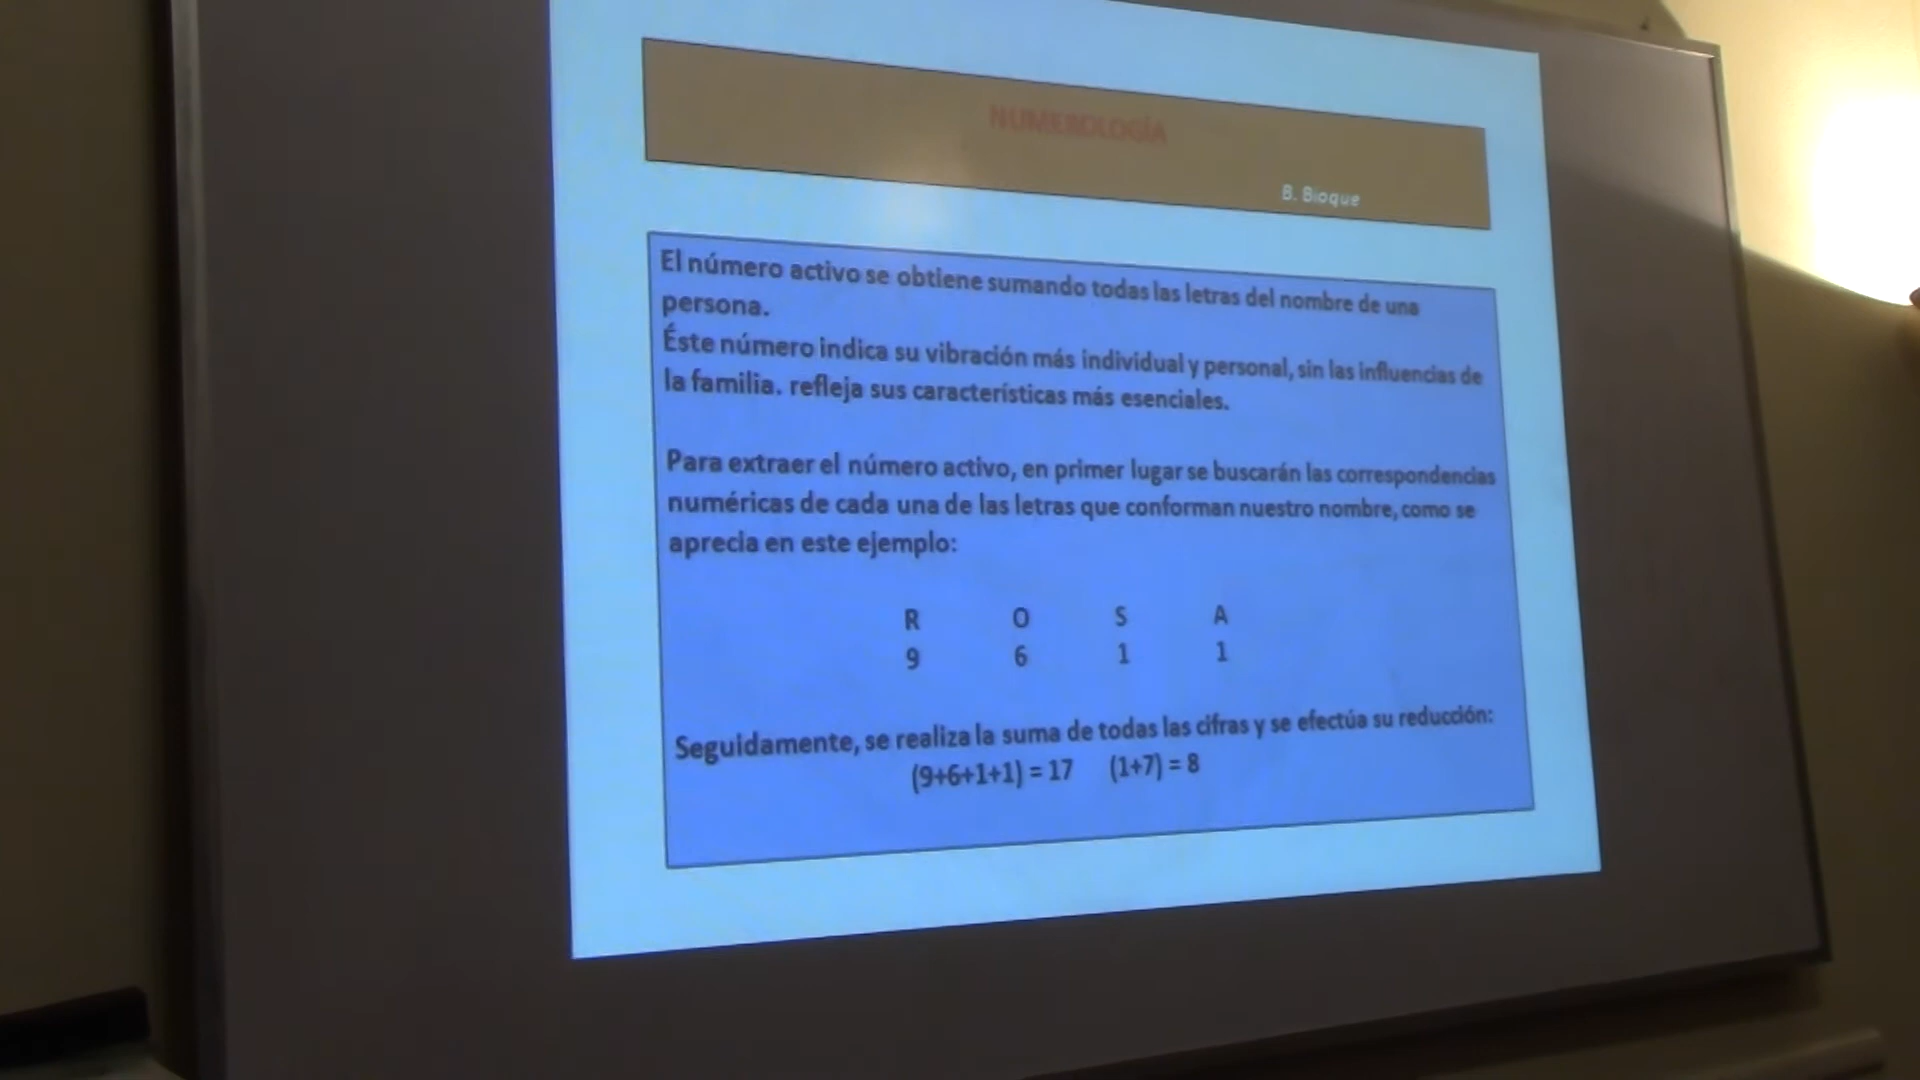 NUMEROLOGÍA
B. Bioque
El número activo se obtiene sumando todas las letras del nombre de una
persona.
Éste número indica su vibración más individual y personal, sin las influencias de
la familia. refleja sus características más esenciales.
Para extraer el número activo, en primer lugar se buscarán las correspondencias
numéricas de cada una de las letras que conforman nuestro nombre, como se
aprecia en este ejemplo:
R O S A
9 6 1 1
Seguidamente, se realiza la suma de todas las cifras y se efectúa su reducción:
(9+6+1+1) = 17 (1+7) = 8